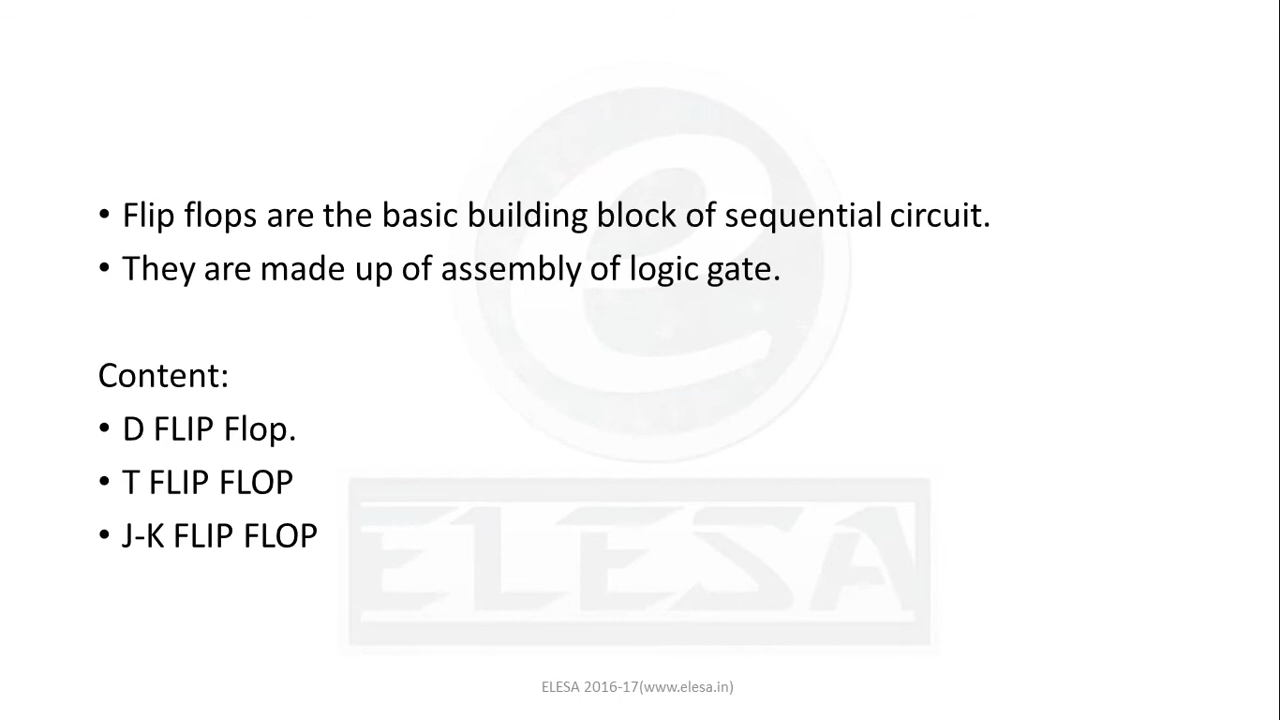 • Flip flops are the basic building block of sequential circuit.
• They are made up of assembly of logic gate.
Content:
• D FLIP Flop.
• T FLIP FLOP
• J-K FLIP FLOP
ELESA
ELESA 2016-17(www.elesa.in)